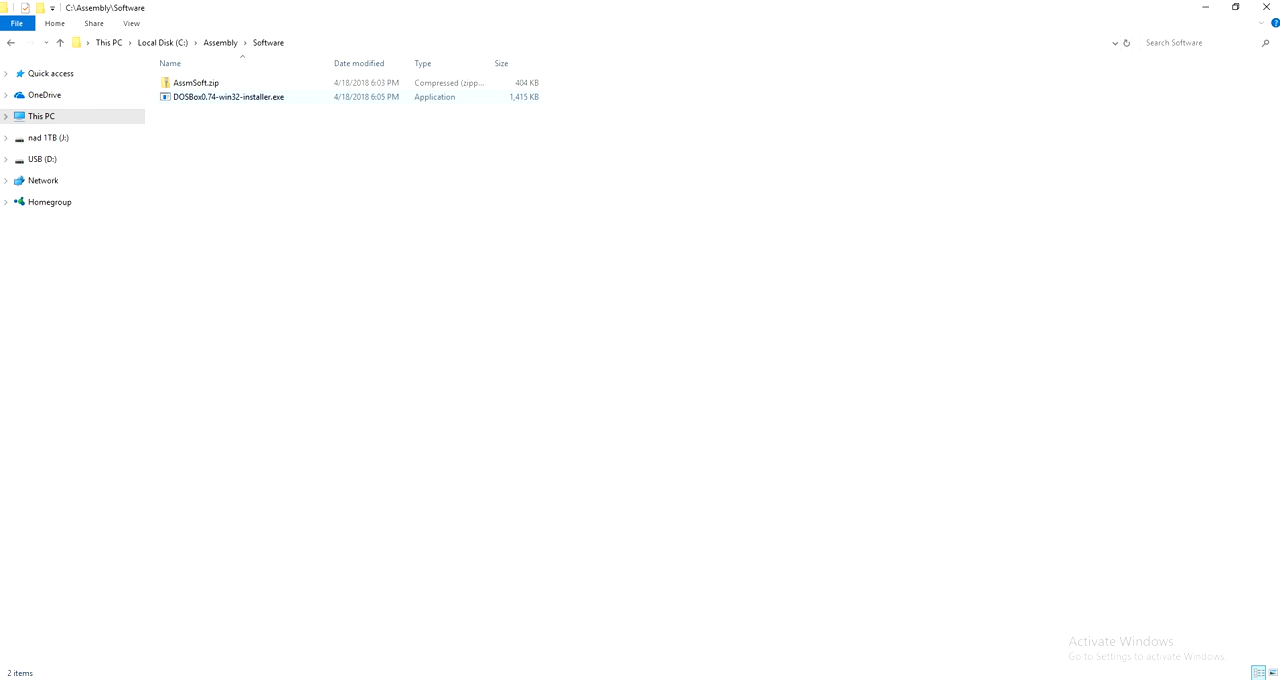 C:\Assembly\Software
File Home Share View
This PC Local Disk (C:) Assembly Software
Search Software
Name Date modified Type Size
AssmSoft.zip 4/18/2018 6:03 PM Compressed (zipp... 404 KB
DOSBox0.74-win32-installer.exe 4/18/2018 6:05 PM Application 1,415 KB
Quick access
OneDrive
This PC
nad 1TB (J:)
USB (D:)
Network
Homegroup
Activate Windows
Go to Settings to activate Windows.
2 items